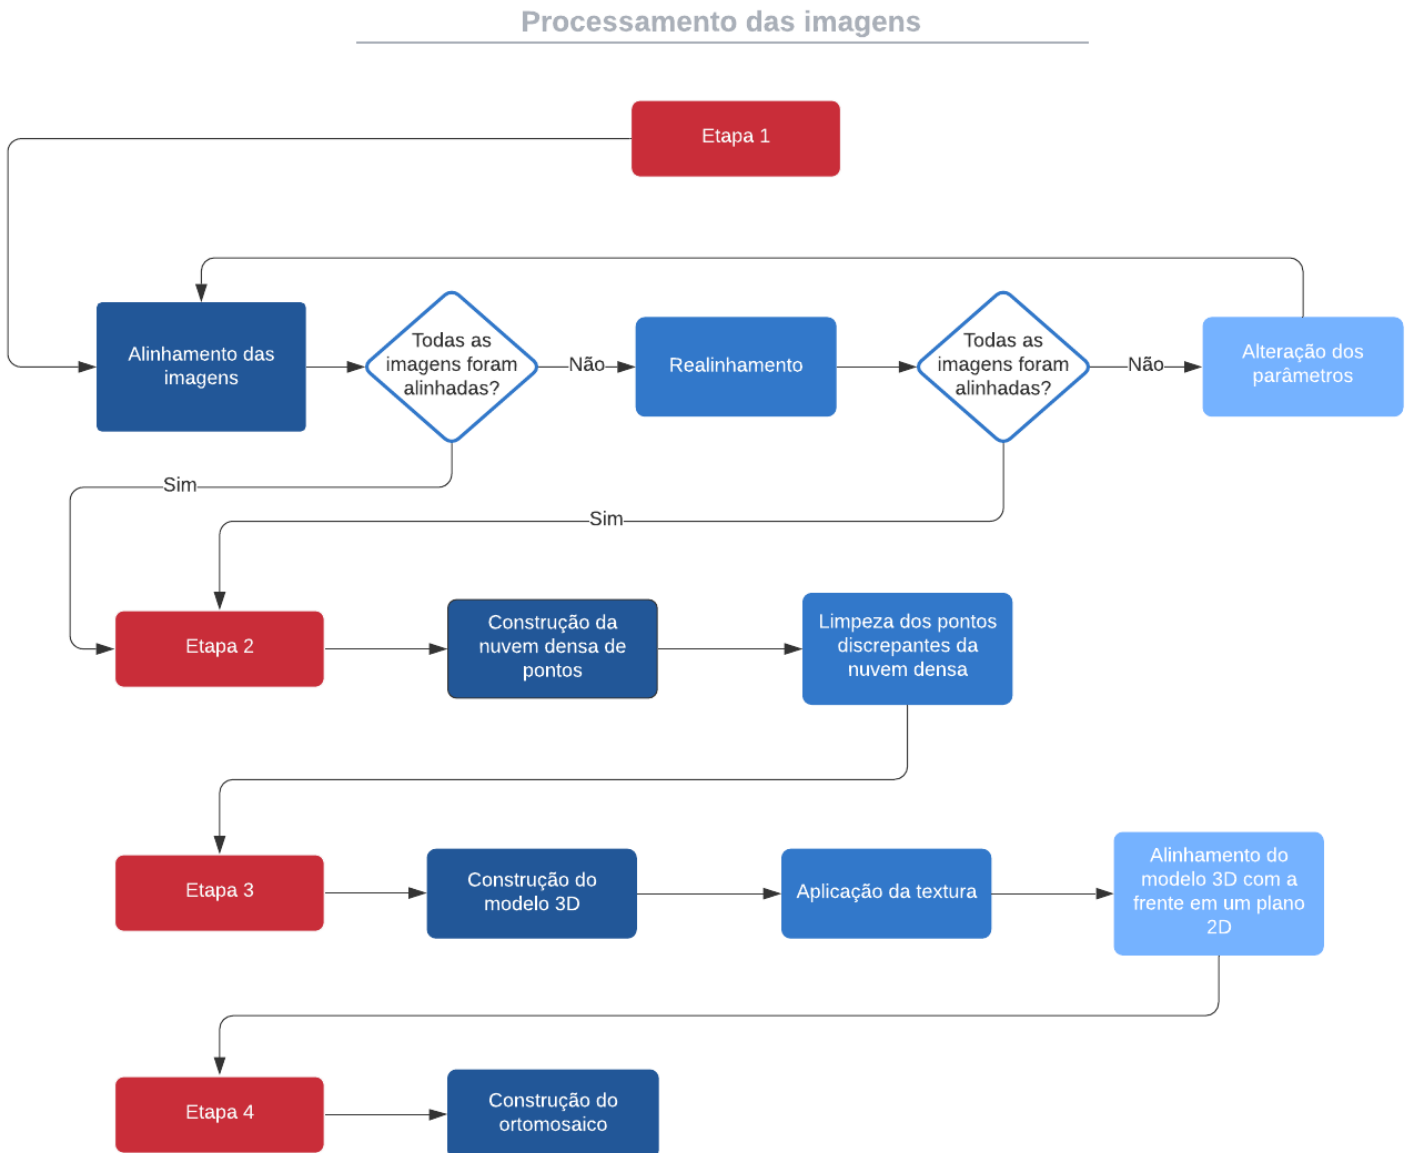 Processamento das imagens
Etapa 1
Alinhamento das
imagens
Todas as
imagens foram
alinhadas?
Não
Realinhamento
Todas as
imagens foram
alinhadas?
Não
Alteração dos
parâmetros
Sim
Sim
Etapa 2
Construção da
nuvem densa de
pontos
Limpeza dos pontos
discrepantes da
nuvem densa
Etapa 3
Construção do
modelo 3D
Aplicação da textura
Alinhamento do
modelo 3D com a
frente em um plano
2D
Etapa 4
Construção do
ortomosaico